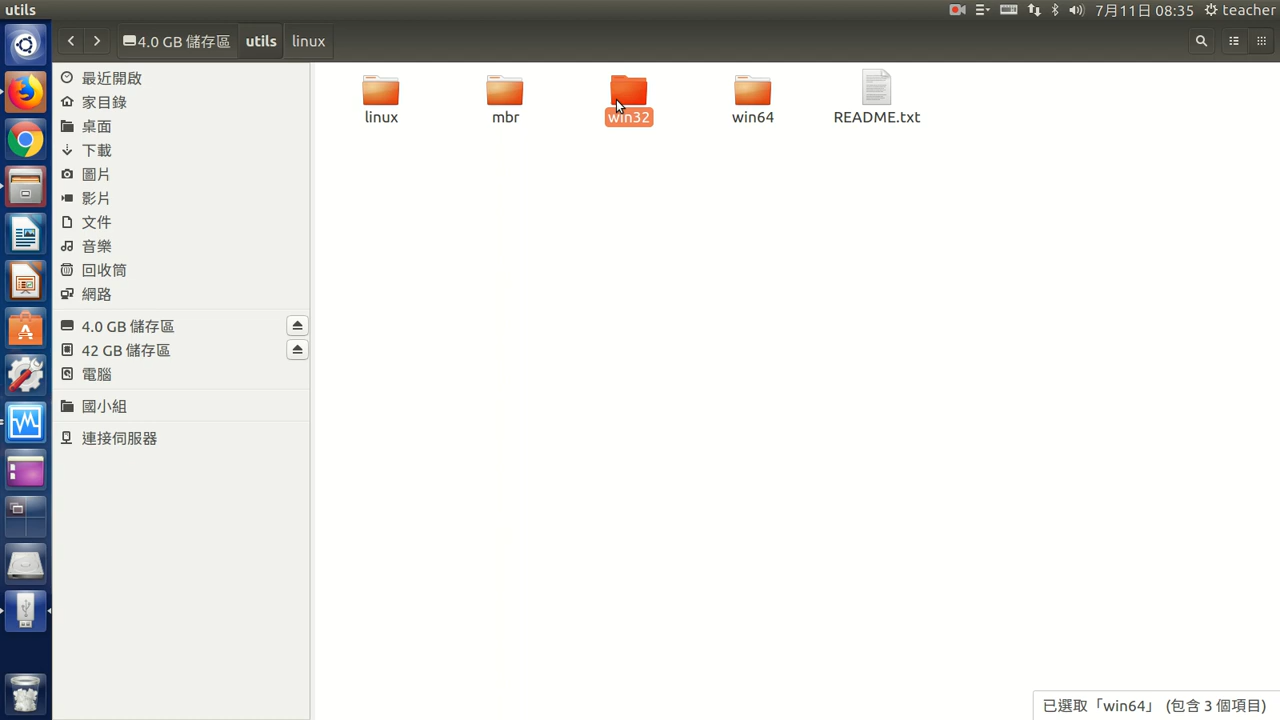 utils
7月11日 08:35 teacher
4.0 GB 儲存區 utils linux
最近開啟
家目錄
桌面
下載
圖片
影片
文件
音樂
回收筒
網路
4.0 GB 儲存區
42 GB 儲存區
電腦
國小組
連接伺服器
linux mbr win32 win64 README.txt
已選取「win64」 (包含 3 個項目)